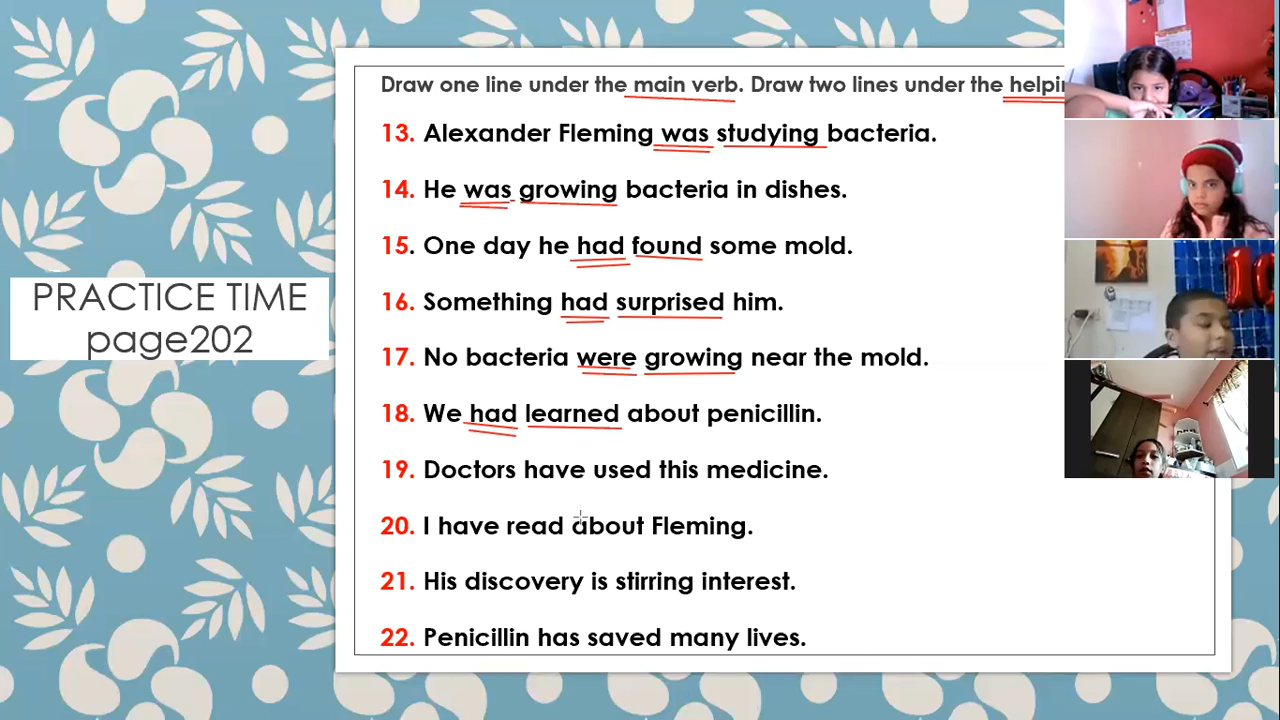 PRACTICE TIME
page202
Draw one line under the main verb. Draw two lines under the
13. Alexander Fleming was studying bacteria.
14. He was growing bacteria in dishes.
15. One day he had found some mold.
16. Something had surprised him.
17. No bacteria were growing near the mold.
18. We had learned about penicillin.
19. Doctors have used this medicine.
20. I have read about Fleming.
21. His discovery is stirring interest.
22. Penicillin has saved many lives.